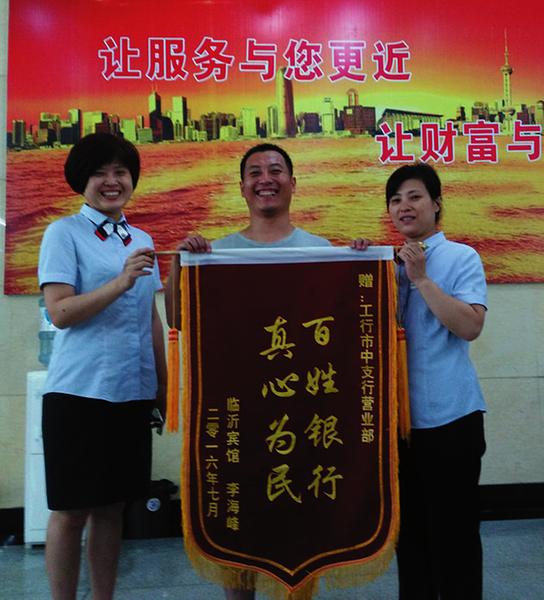 让服务与您更近
让财富与
赠:工行市中支行营业部
百姓银行
真心为民
临沂宾馆 李海峰
二零一六年七月